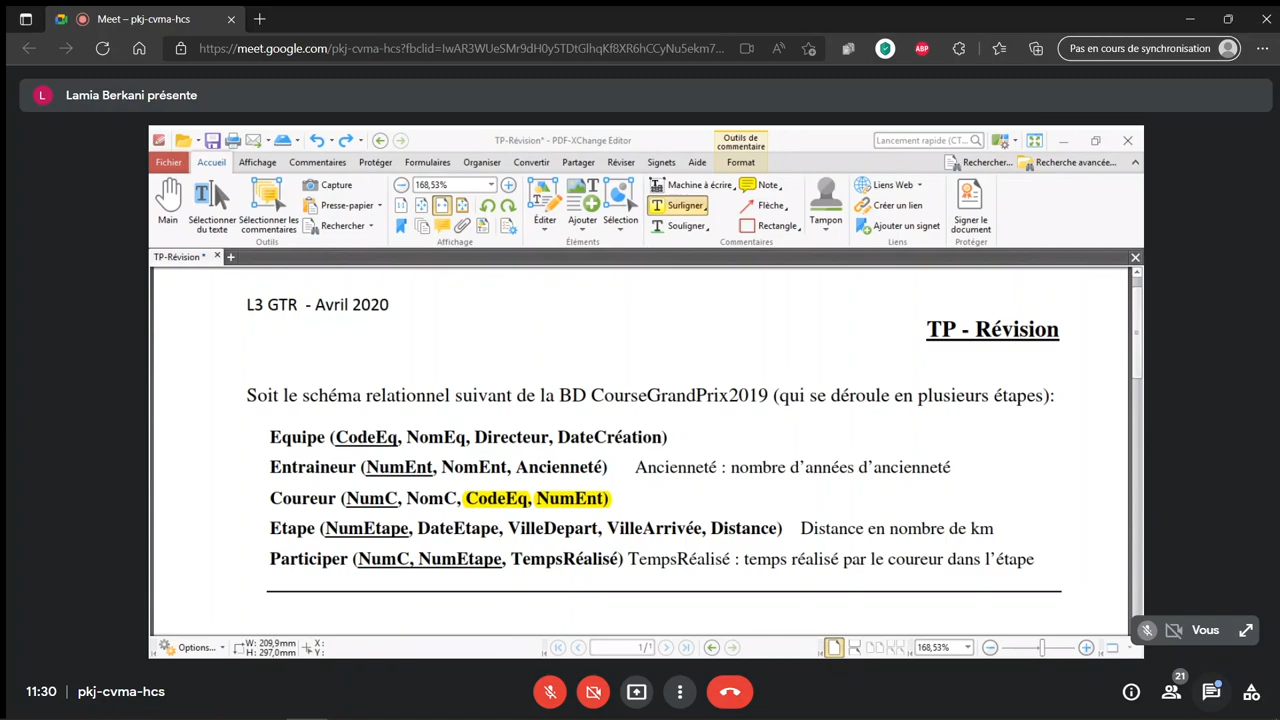 Meet – pkj-cvma-hcs
https://meet.google.com/pkj-cvma-hcs?fbclid=IwAR3WUeSMr9dH0y5TDtGlhqKf8XR6hCCyNu5ekm7...
Pas en cours de synchronisation
L
Lamia Berkani présente
TP-Révision* - PDF-XChange Editor
Outils de commentaire
Lancement rapide (CT...
Fichier Accueil Affichage Commentaires Protéger Formulaires Organiser Convertir Partager Réviser Signets Aide Format Rechercher... Recherche avancée...
Main
Sélectionner du texte
Sélectionner les commentaires
Capture
Presse-papier
Rechercher
Outils
168,53%
Affichage
Éditer
Ajouter
Sélection
Éléments
Machine à écrire
Surligner
Souligner
Note
Flèche
Rectangle
Tampon
Commentaires
Liens Web
Créer un lien
Ajouter un signet
Liens
Signer le document
Protéger
TP-Révision *
L3 GTR - Avril 2020
TP - Révision
Soit le schéma relationnel suivant de la BD CourseGrandPrix2019 (qui se déroule en plusieurs étapes):
Equipe (CodeEq, NomEq, Directeur, DateCréation)
Entraineur (NumEnt, NomEnt, Ancienneté) Ancienneté : nombre d’années d’ancienneté
Coureur (NumC, NomC, CodeEq, NumEnt)
Etape (NumEtape, DateEtape, VilleDepart, VilleArrivée, Distance) Distance en nombre de km
Participer (NumC, NumEtape, TempsRéalisé) TempsRéalisé : temps réalisé par le coureur dans l’étape
Vous
Options...
W: 209,9mm
H: 297,0mm
X:
Y:
1/1
168,53%
11:30 | pkj-cvma-hcs
21